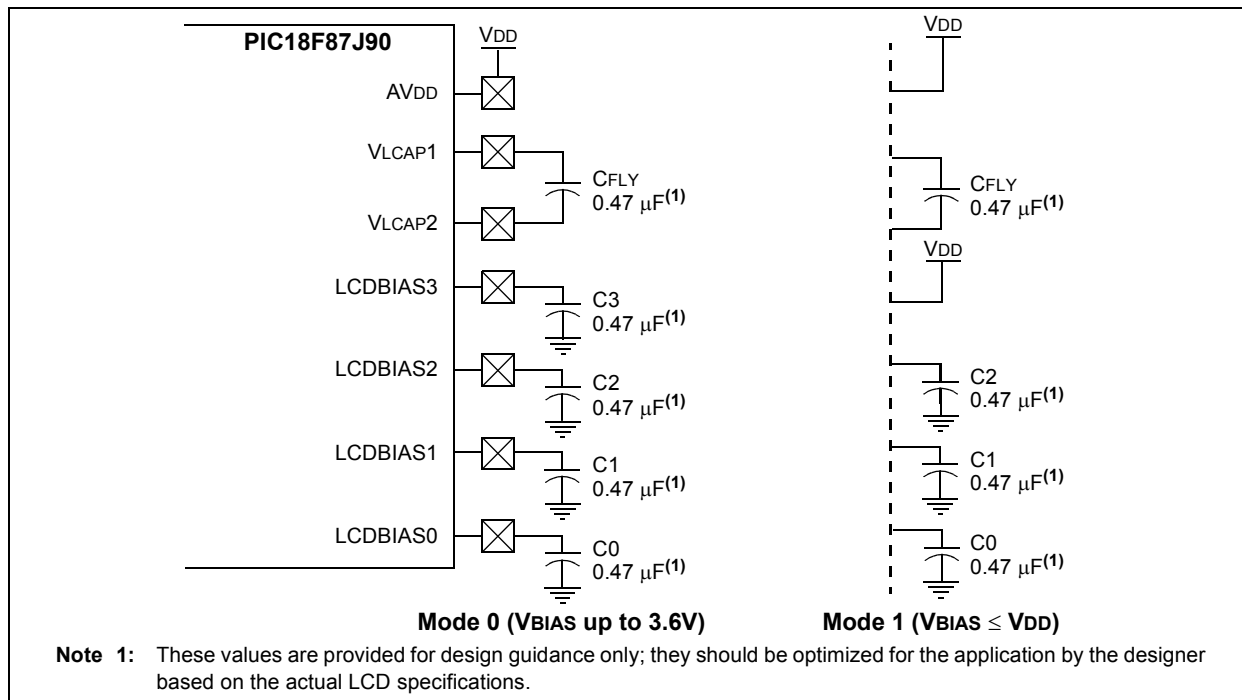 PIC18F87J90
VDD
AVDD
VLCAP1
VLCAP2
CFLY
0.47 μF(1)
LCDBIAS3
C3
0.47 μF(1)
LCDBIAS2
C2
0.47 μF(1)
LCDBIAS1
C1
0.47 μF(1)
LCDBIAS0
C0
0.47 μF(1)
Mode 0 (VBIAS up to 3.6V)
VDD
CFLY
0.47 μF(1)
VDD
C2
0.47 μF(1)
C1
0.47 μF(1)
C0
0.47 μF(1)
Mode 1 (VBIAS ≤ VDD)
Note 1: These values are provided for design guidance only; they should be optimized for the application by the designer
based on the actual LCD specifications.